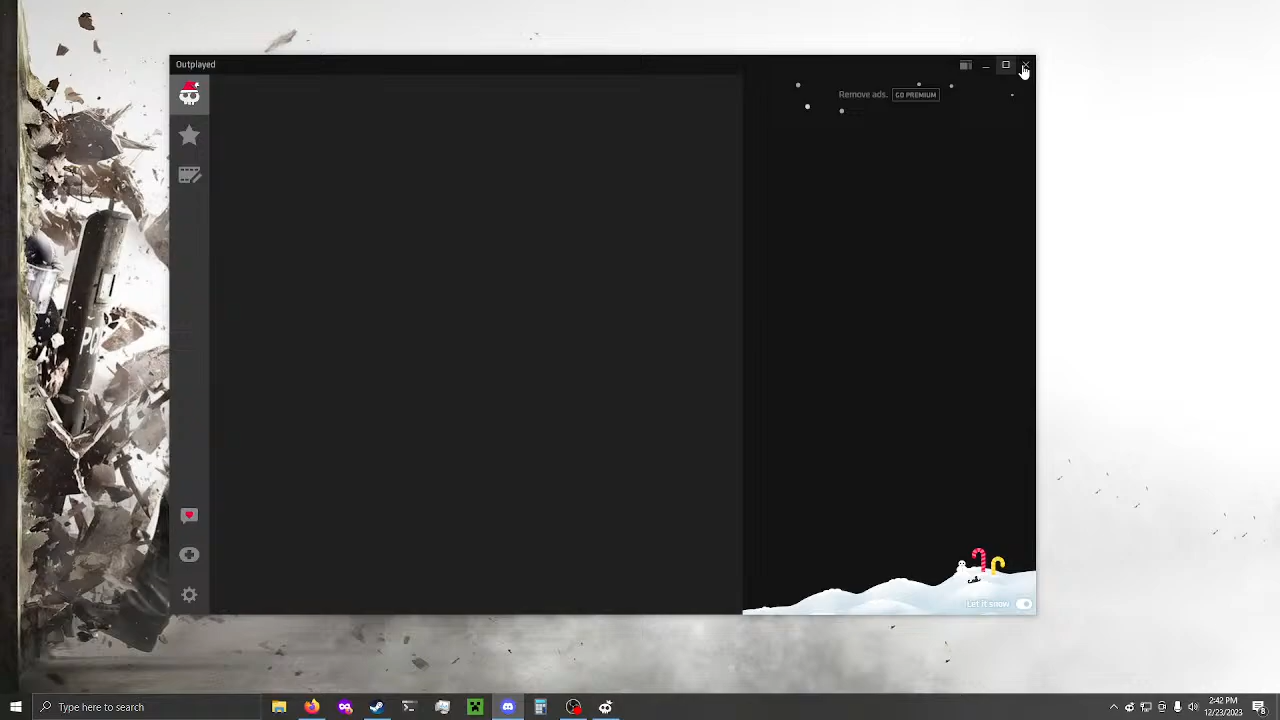 Outplayed
Remove ads. GO PREMIUM
Let it snow
Type here to search
2:42 PM
12/23/2023